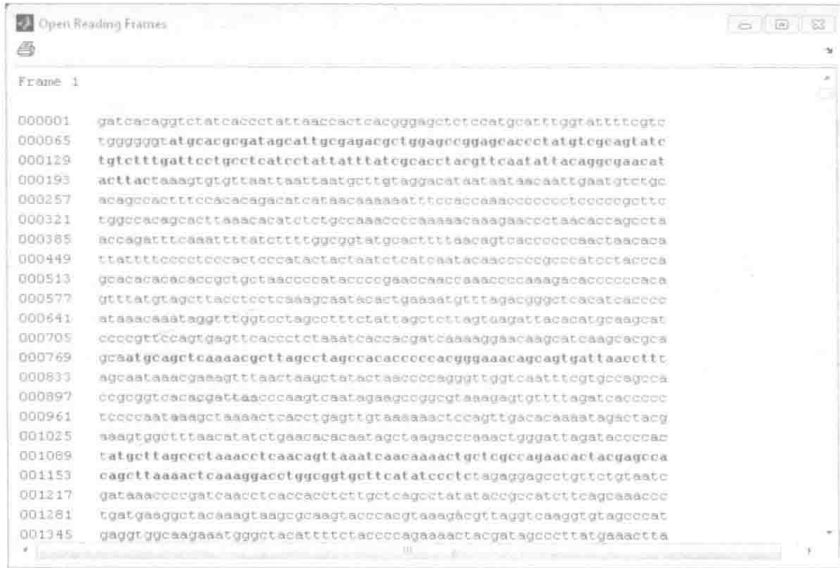 Open Reading Frames
Frame 1
000001 gatcacaggtctatcaccctattaaccactcacgggagctctccatgcatttggtattttcgtc
000065 tggggggtatgcacgcgatagcattgcgagacgctggagccggagcaccctatgtcgcagtatc
000129 tgtctttgattcctgcctcatcctattatttatcgcacctacgttcaatattacaggcgaacat
000193 acttactaaagtgtgttaattaattaatgcttgtaggacataataataacaattgaatgtctgc
000257 acagccactttccacacagacatcataacaaaaaatttccaccaaaccccccctcccccgcttc
000321 tggccacagcacttaaacacatctctgccaaaccccaaaaacaaagaaccctaacaccagccta
000385 accagatttcaaattttatcttttggcggtatgcacttttaacagtcaccccccaactaacaca
000449 ttattttcccctcccactcccatactactaatctcatcaatacaacccccgcccatcctaccca
000513 gcacacacacaccgctgctaaccccataccccgaaccaaccaaaccccaaagacaccccccaca
000577 gtttatgtagcttacctcctcaaagcaatacactgaaaatgtttagacgggctcacatcacccc
000641 ataaacaaataggtttggtcctagcctttctattagctcttagtaagattacacatgcaagcat
000705 ccccgttccagtgagttcaccctctaaatcaccacgatcaaaaggaacaagcatcaagcacgca
000769 gcaatgcagctcaaaacgcttagcctagccacacccccacgggaaacagcagtgattaaccttt
000833 agcaataaacgaaagtttaactaagctatactaaccccagggttggtcaatttcgtgccagcca
000897 ccgcggtcacacgattaacccaagtcaatagaagccggcgtaaagagtgttttagatcaccccc
000961 tccccaataaagctaaaactcacctgagttgtaaaaaactccagttgacacaaaatagactacg
001025 aaagtggctttaacatatctgaacacacaatagctaagacccaaactgggattagataccccac
001089 tatgcttagccctaaacctcaacagttaaatcaacaaaactgctcgccagaacactacgagcca
001153 cagcttaaaactcaaaggacctggcggtgcttcatatccctctagaggagcctgttctgtaatc
001217 gataaaccccgatcaacctcaccacctcttgctcagcctatataccgccatcttcagcaaaccc
001281 tgatgaaggctacaaagtaagcgcaagtacccacgtaaagacgttaggtcaaggtgtagcccat
001345 gaggtggcaagaaatgggctacattttctaccccagaaaactacgatagcccttatgaaactta